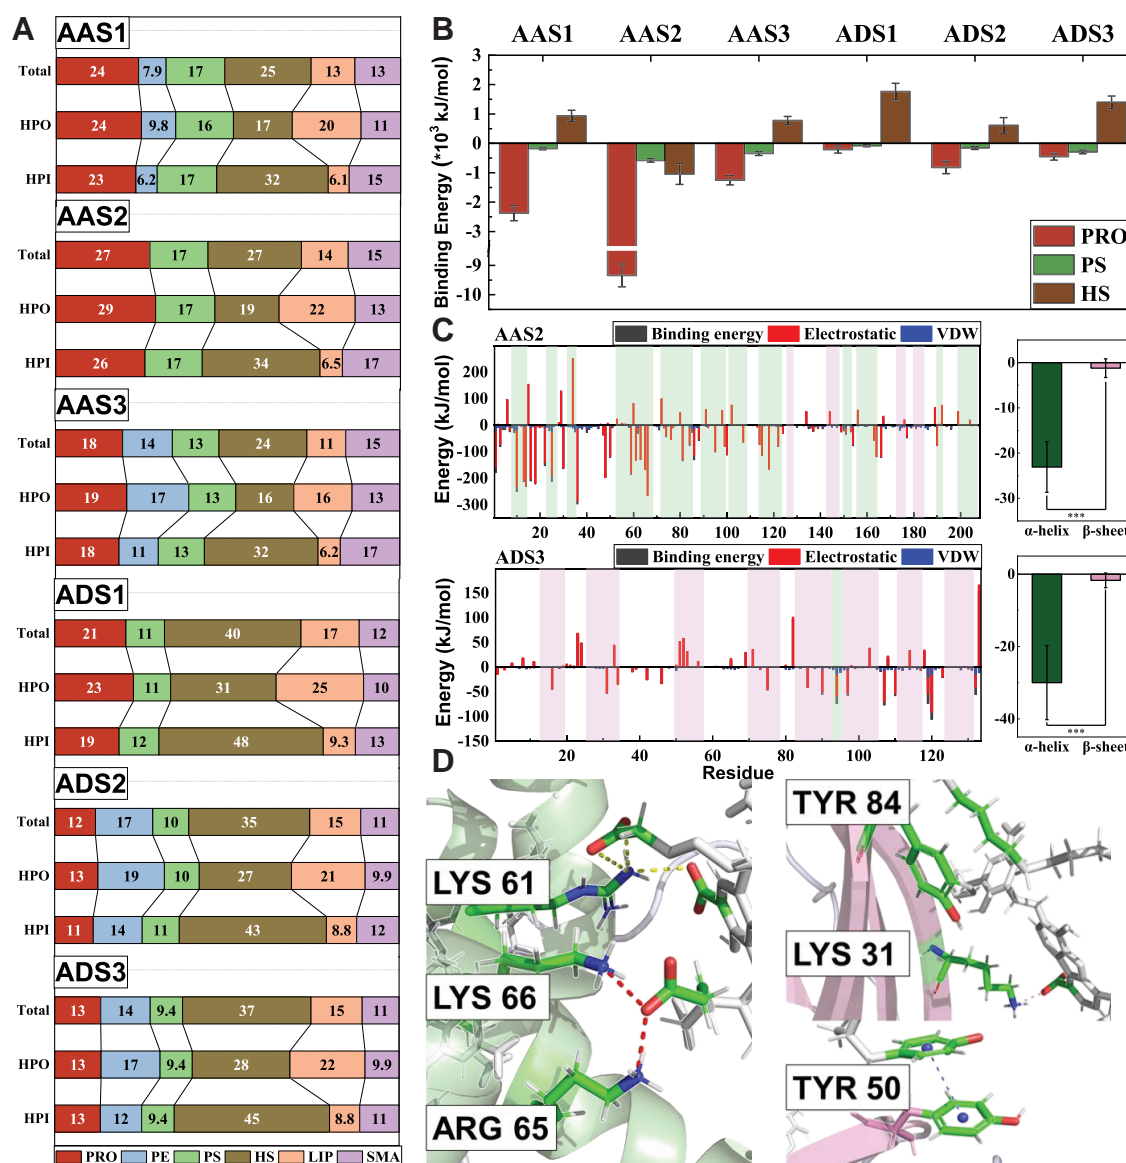 A
AAS1
Total 24 7.9 17 25 13 13
HPO 24 9.8 16 17 20 11
HPI 23 6.2 17 32 6.1 15
AAS2
Total 27 17 27 14 15
HPO 29 17 19 22 13
HPI 26 17 34 6.5 17
AAS3
Total 18 14 13 24 11 15
HPO 19 17 13 16 16 13
HPI 18 11 13 32 6.2 17
ADS1
Total 21 11 40 17 12
HPO 23 11 31 25 10
HPI 19 12 48 9.3 13
ADS2
Total 12 17 10 35 15 11
HPO 13 19 10 27 21 9.9
HPI 11 14 11 43 8.8 12
ADS3
Total 13 14 9.4 37 15 11
HPO 13 17 9.4 28 22 9.9
HPI 13 12 9.4 45 8.8 11
PRO PE PS HS LIP SMA
B
AAS1 AAS2 AAS3 ADS1 ADS2 ADS3
Binding Energy (*10³ kJ/mol)
3
2
1
0
-1
-2
-3
-9
-10
PRO
PS
HS
C
AAS2
Binding energy Electrostatic VDW
Energy (kJ/mol)
200
100
0
-100
-200
-300
20 40 60 80 100 120 140 160 180 200
0
-10
-20
-30
***
α-helix β-sheet
ADS3
Binding energy Electrostatic VDW
Energy (kJ/mol)
150
100
50
0
-50
-100
-150
20 40 60 80 100 120
Residue
0
-20
-40
***
α-helix β-sheet
D
LYS 61
LYS 66
ARG 65
TYR 84
LYS 31
TYR 50